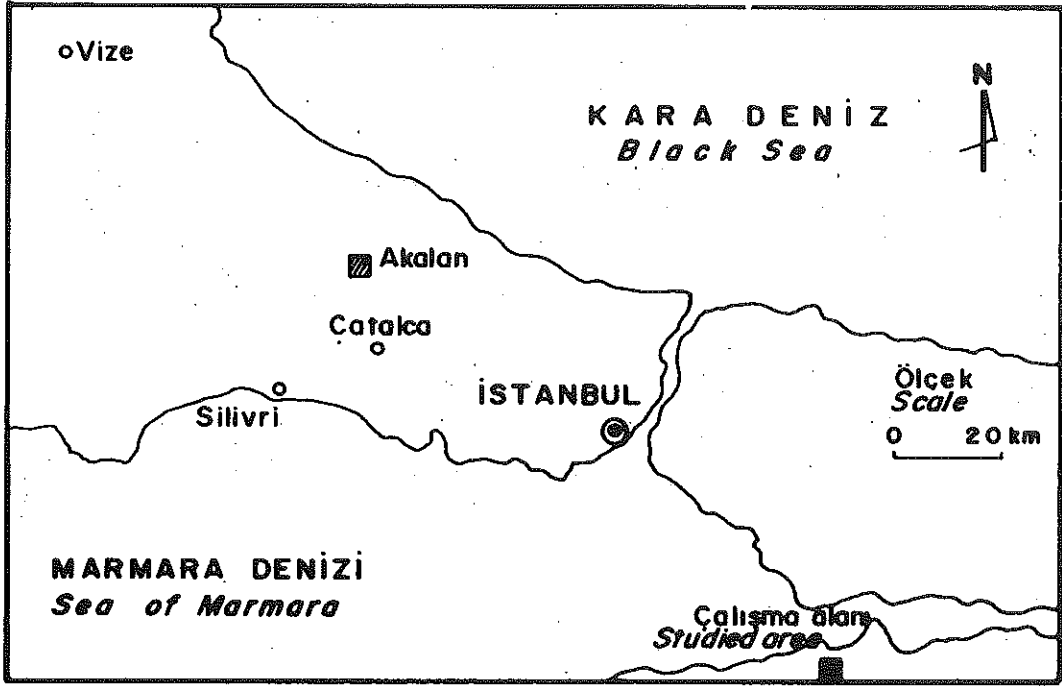 Vize
N
KARA DENİZ
Black Sea
Akalan
Çatalca
İSTANBUL
Silivri
Ölçek
Scale
0 20 km
MARMARA DENİZİ
Sea of Marmara
Çalışma alanı
Studied area